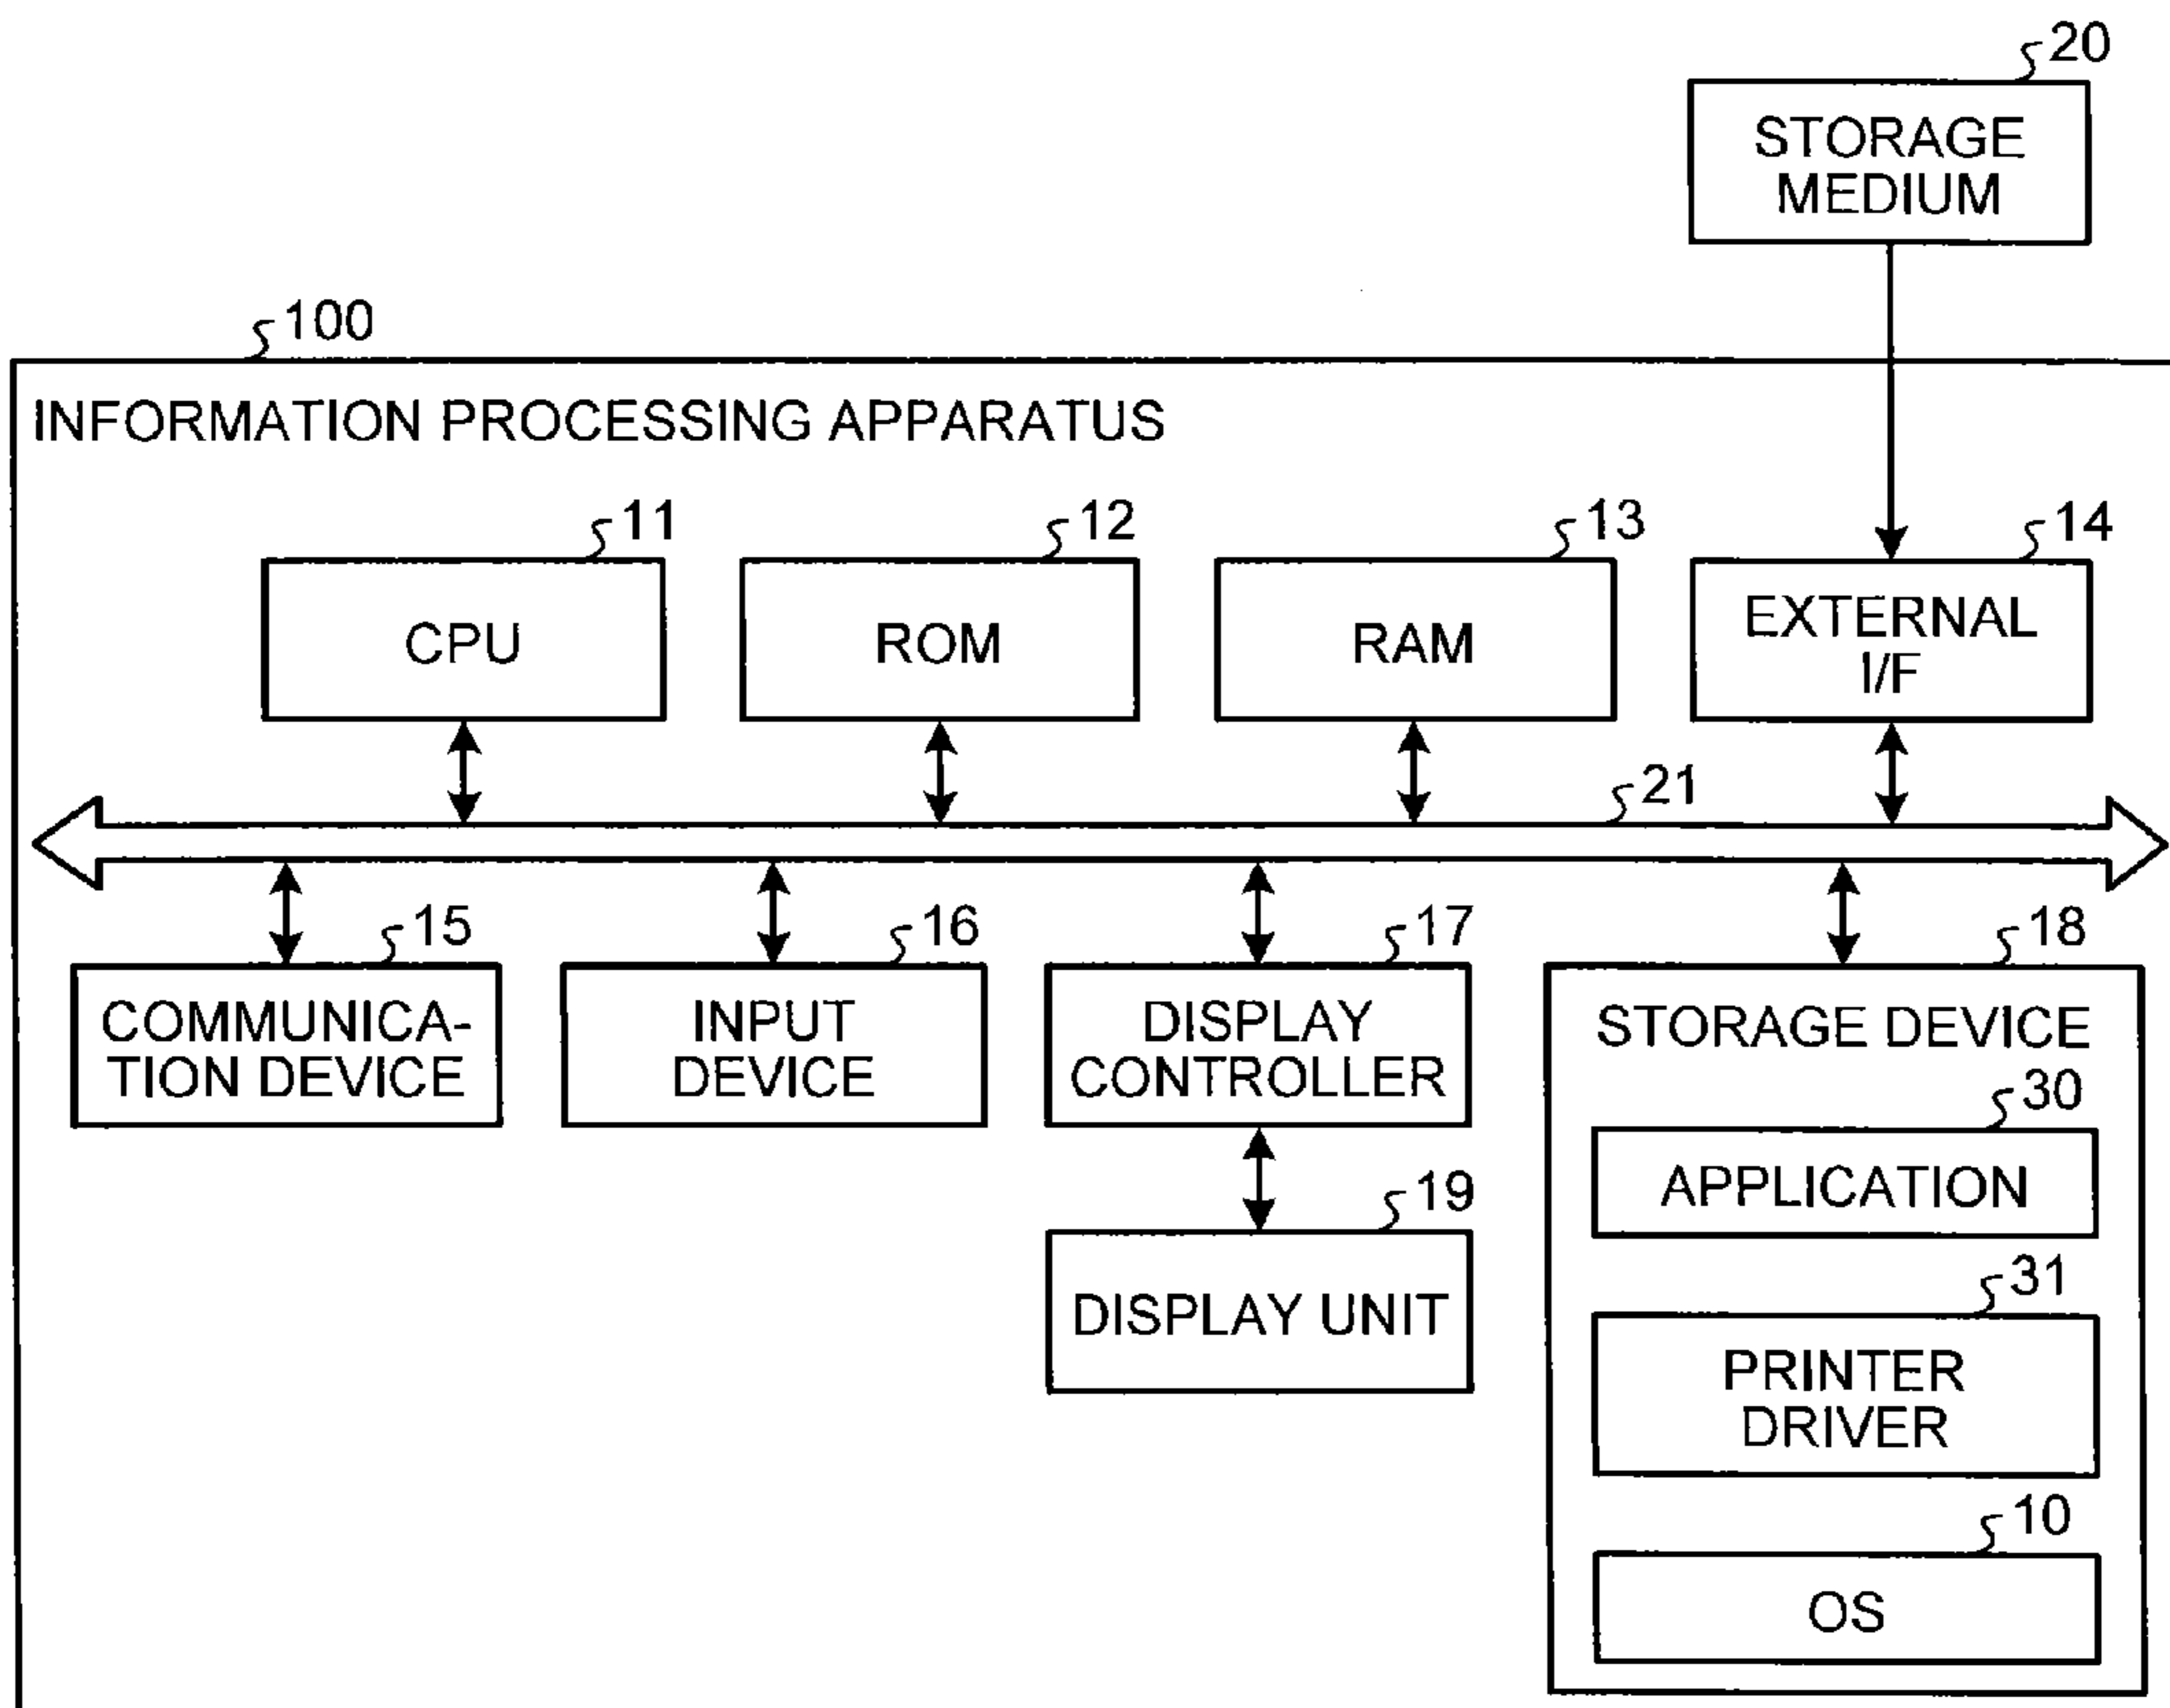 20
STORAGE
MEDIUM
100
INFORMATION PROCESSING APPARATUS
11
12
13
14
CPU
ROM
RAM
EXTERNAL
I/F
21
15
16
17
18
COMMUNICA-
TION DEVICE
INPUT
DEVICE
DISPLAY
CONTROLLER
STORAGE DEVICE
30
APPLICATION
19
DISPLAY UNIT
31
PRINTER
DRIVER
10
OS